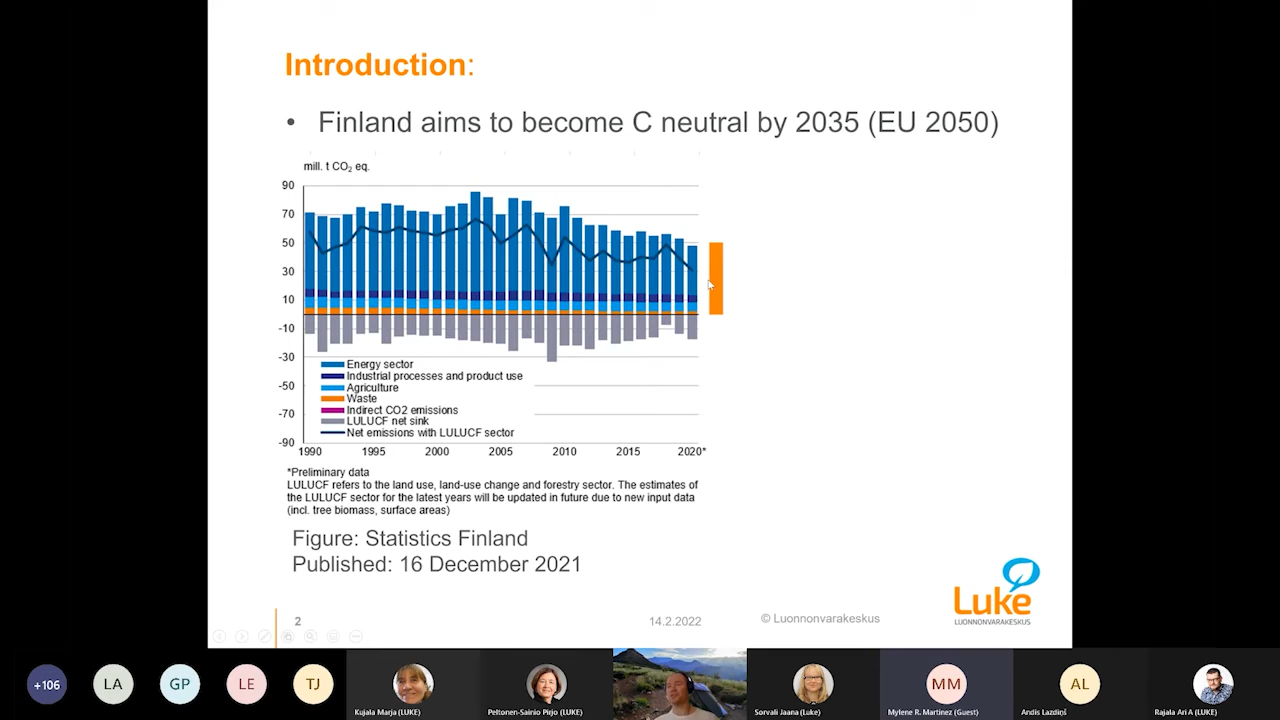 Introduction:
• Finland aims to become C neutral by 2035 (EU 2050)
mill. t CO₂ eq.
90
70
50
30
10
-10
-30
-50
-70
-90
Energy sector
Industrial processes and product use
Agriculture
Waste
Indirect CO2 emissions
LULUCF net sink
Net emissions with LULUCF sector
1990 1995 2000 2005 2010 2015 2020*
*Preliminary data
LULUCF refers to the land use, land-use change and forestry sector. The estimates of
the LULUCF sector for the latest years will be updated in future due to new input data
(incl. tree biomass, surface areas)
Figure: Statistics Finland
Published: 16 December 2021
Luke
LUONNONVARAKESKUS
2 14.2.2022 © Luonnonvarakeskus
+106 LA GP LE TJ MM AL
Kujala Marja (LUKE) Peltonen-Sainio Pirjo (LUKE) Sorvali Jaana (Luke) Mylene R. Martinez (Guest) Andis Lazdiņš Rajala Ari A (LUKE)